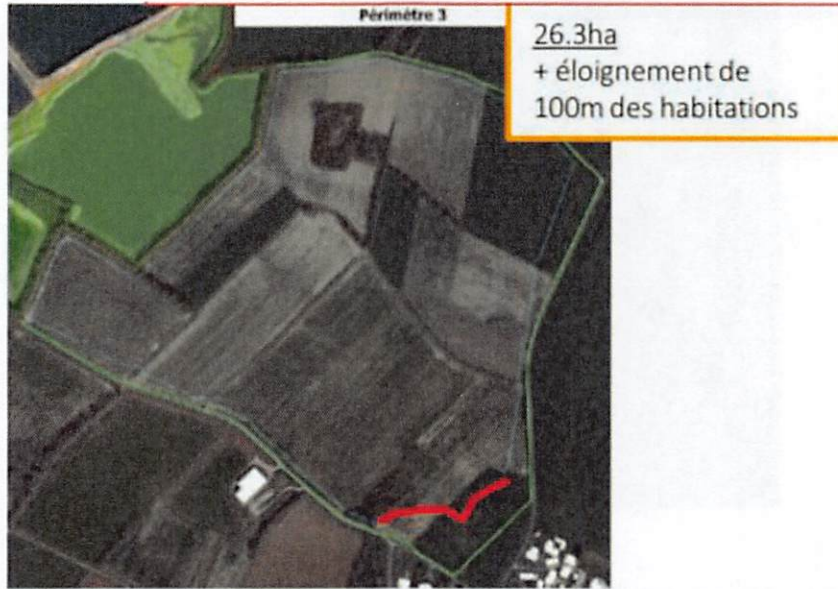 Périmètre 3
26.3ha
+ éloignement de
100m des habitations